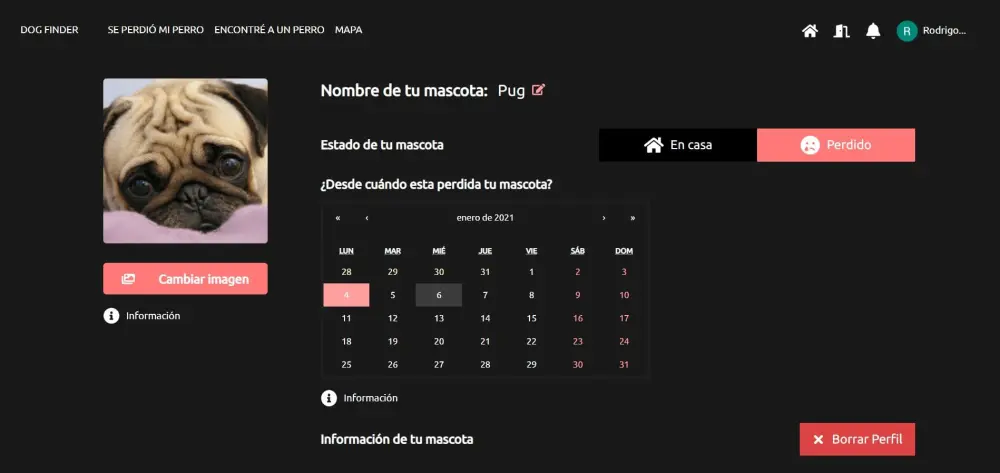 DOG FINDER SE PERDIÓ MI PERRO ENCONTRÉ A UN PERRO MAPA R Rodrigo...
Nombre de tu mascota: Pug
Estado de tu mascota En casa Perdido
¿Desde cuándo esta perdida tu mascota?
« ‹ enero de 2021 › »
LUN MAR MIÉ JUE VIE SÁB DOM
28 29 30 31 1 2 3
4 5 6 7 8 9 10
11 12 13 14 15 16 17
18 19 20 21 22 23 24
25 26 27 28 29 30 31
Cambiar imagen
Información
Información
Información de tu mascota Borrar Perfil